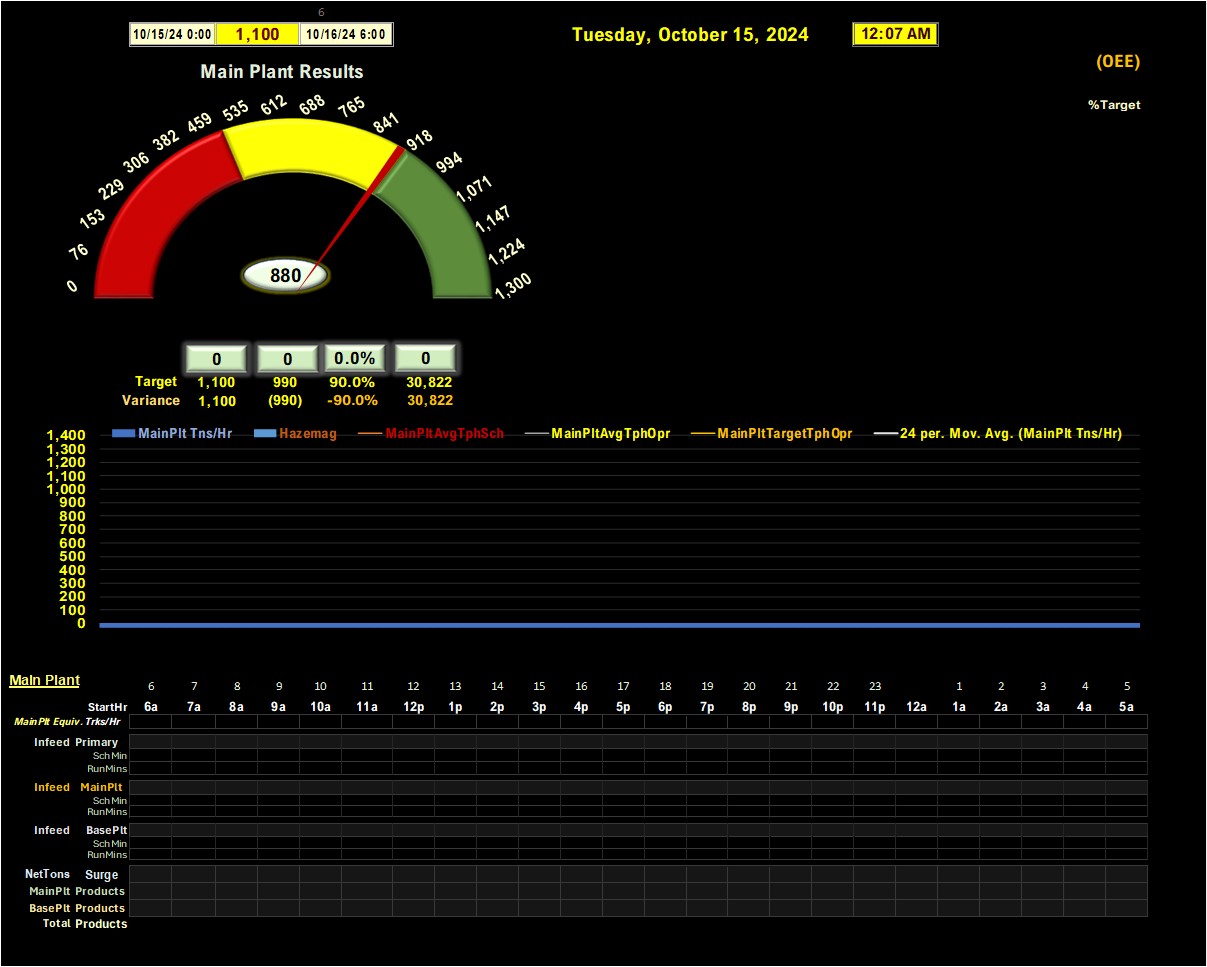 6
10/15/24 0:00 1,100 10/16/24 6:00 Tuesday, October 15, 2024 12:07 AM
(OEE)
Main Plant Results
%Target
0 76 153 229 306 382 459 535 612 688 765 841 918 994 1,071 1,147 1,224 1,300
880
0 0 0.0% 0
Target 1,100 990 90.0% 30,822
Variance 1,100 (990) -90.0% 30,822
MainPlt Tns/Hr Hazemag MainPltAvgTphSch MainPltAvgTphOpr MainPltTargetTphOpr 24 per. Mov. Avg. (MainPlt Tns/Hr)
1,400
1,300
1,200
1,100
1,000
900
800
700
600
500
400
300
200
100
0
Main Plant
6 7 8 9 10 11 12 13 14 15 16 17 18 19 20 21 22 23 1 2 3 4 5
StartHr 6a 7a 8a 9a 10a 11a 12p 1p 2p 3p 4p 5p 6p 7p 8p 9p 10p 11p 12a 1a 2a 3a 4a 5a
MainPlt Equiv. Trks/Hr
Infeed Primary
SchMin
RunMins
Infeed MainPlt
SchMin
RunMins
Infeed BasePlt
SchMin
RunMins
NetTons Surge
MainPlt Products
BasePlt Products
Total Products